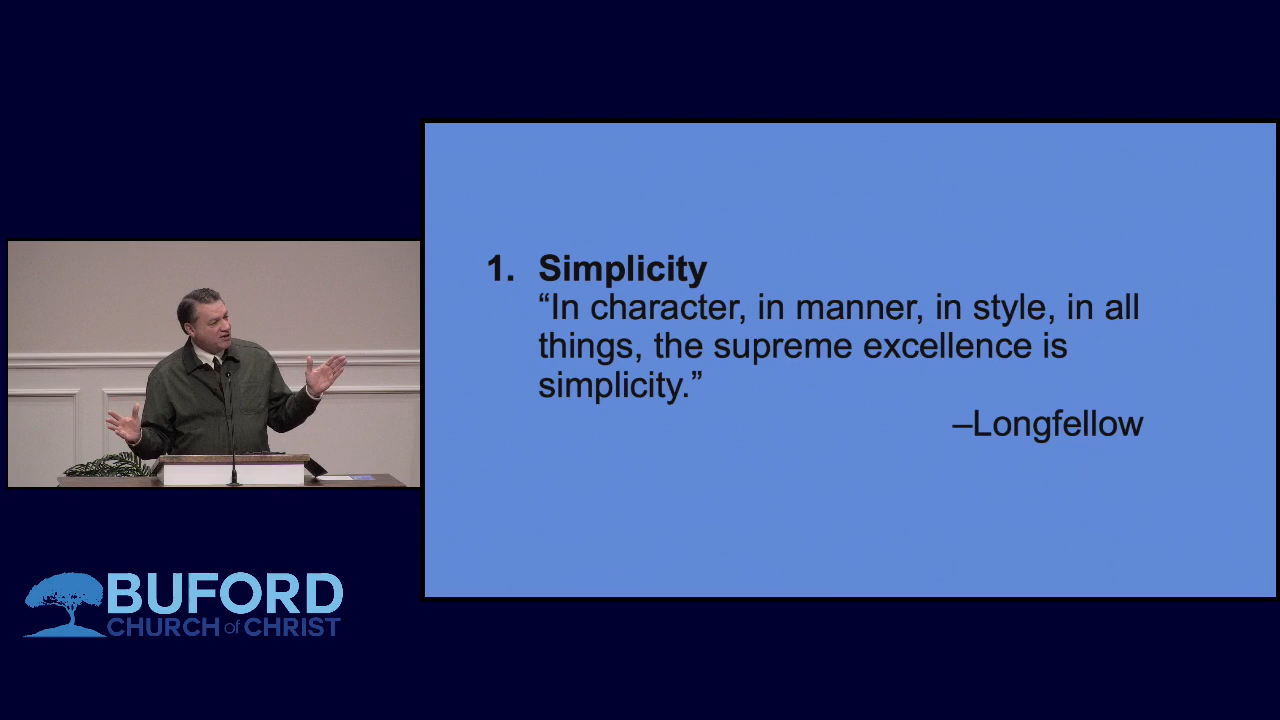 1. Simplicity
“In character, in manner, in style, in all
things, the supreme excellence is
simplicity.”
–Longfellow
BUFORD
CHURCH of CHRIST